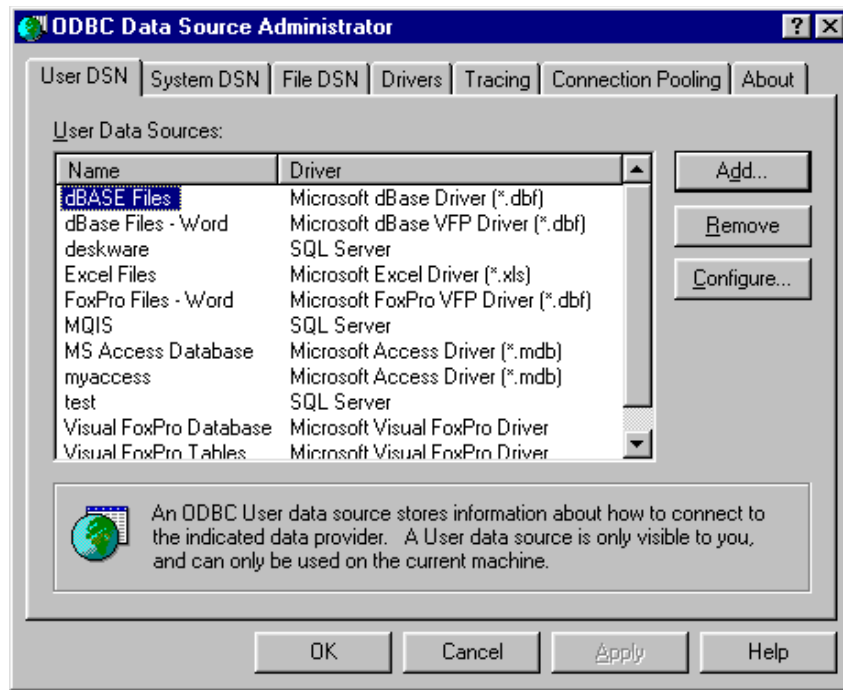 ODBC Data Source Administrator
User DSN System DSN File DSN Drivers Tracing Connection Pooling About
User Data Sources:
Name Driver
dBASE Files Microsoft dBase Driver (*.dbf)
dBase Files - Word Microsoft dBase VFP Driver (*.dbf)
deskware SQL Server
Excel Files Microsoft Excel Driver (*.xls)
FoxPro Files - Word Microsoft FoxPro VFP Driver (*.dbf)
MQIS SQL Server
MS Access Database Microsoft Access Driver (*.mdb)
myaccess Microsoft Access Driver (*.mdb)
test SQL Server
Visual FoxPro Database Microsoft Visual FoxPro Driver
Visual FoxPro Tables Microsoft Visual FoxPro Driver
Add...
Remove
Configure...
An ODBC User data source stores information about how to connect to
the indicated data provider. A User data source is only visible to you,
and can only be used on the current machine.
OK Cancel Apply Help